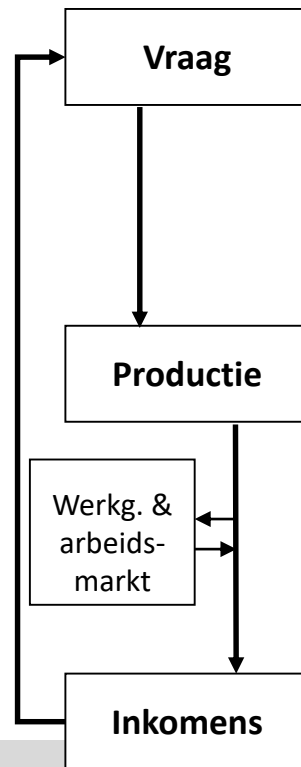 Vraag
Productie
Werkg. &
arbeids-
markt
Inkomens